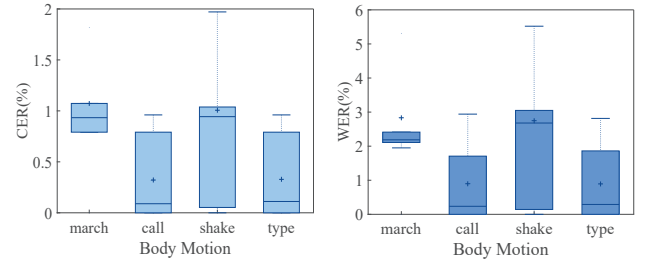 2
1.5
1
0.5
0
CER(%)
march call shake type
Body Motion
6
5
4
3
2
1
0
WER(%)
march call shake type
Body Motion